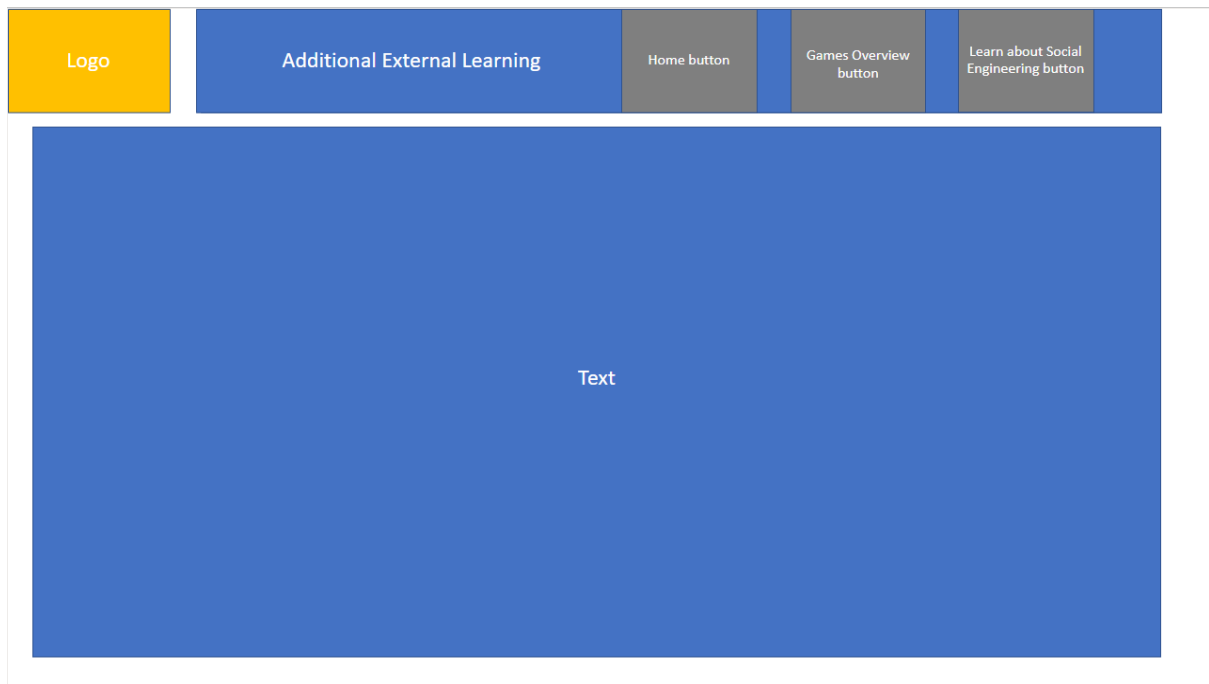 Logo
Additional External Learning
Home button
Games Overview
button
Learn about Social
Engineering button
Text